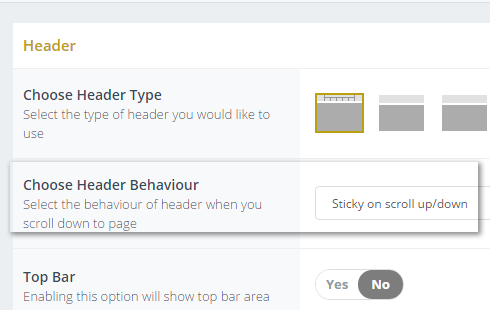 Header
Choose Header Type
Select the type of header you would like to
use
Choose Header Behaviour
Select the behaviour of header when you
scroll down to page
Sticky on scroll up/down
Top Bar
Enabling this option will show top bar area
Yes No